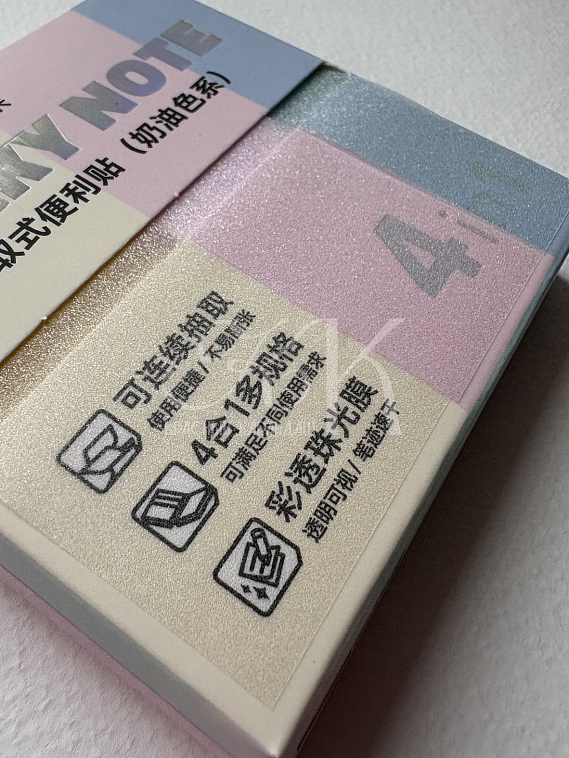 KY NOTE
取式便利贴（奶油色系）
4in1
可连续抽取
使用便捷 / 不易断张
4合1多规格
可满足不同使用需求
彩透珠光膜
透明可视 / 笔迹速干